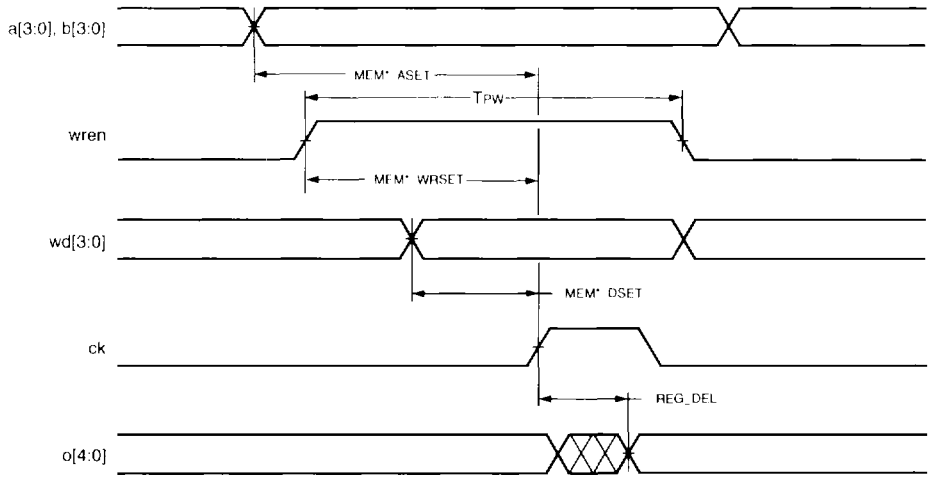 a[3:0], b[3:0]
MEM* ASET
TPW
wren
MEM* WRSET
wd[3:0]
MEM* DSET
ck
REG_DEL
o[4:0]